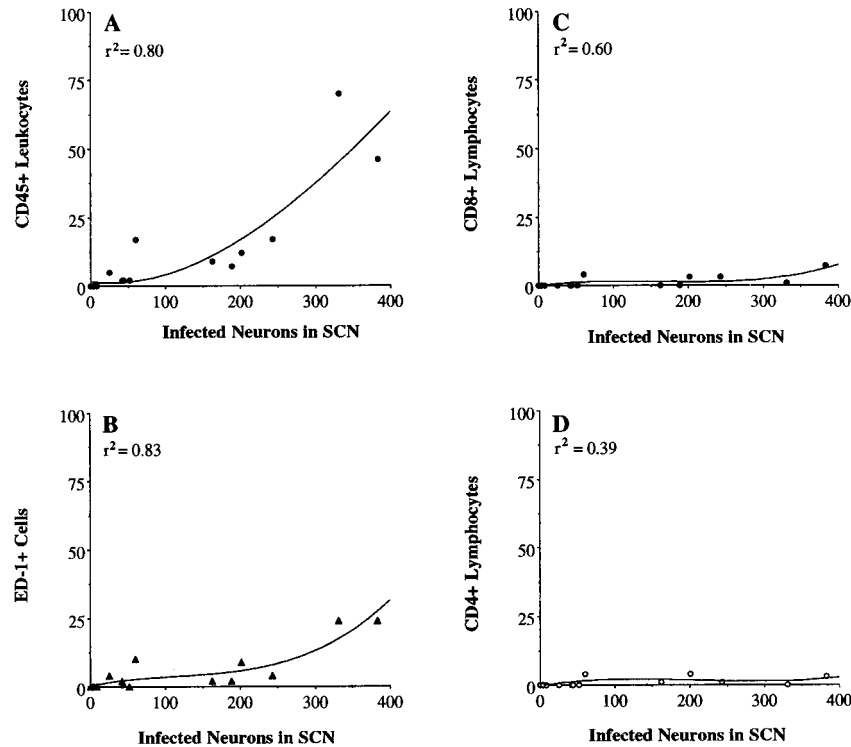 A
r² = 0.80
CD45+ Leukocytes
100
75
50
25
0
0 100 200 300 400
Infected Neurons in SCN
C
r² = 0.60
CD8+ Lymphocytes
100
75
50
25
0
0 100 200 300 400
Infected Neurons in SCN
B
r² = 0.83
ED-1+ Cells
100
75
50
25
0
0 100 200 300 400
Infected Neurons in SCN
D
r² = 0.39
CD4+ Lymphocytes
100
75
50
25
0
0 100 200 300 400
Infected Neurons in SCN